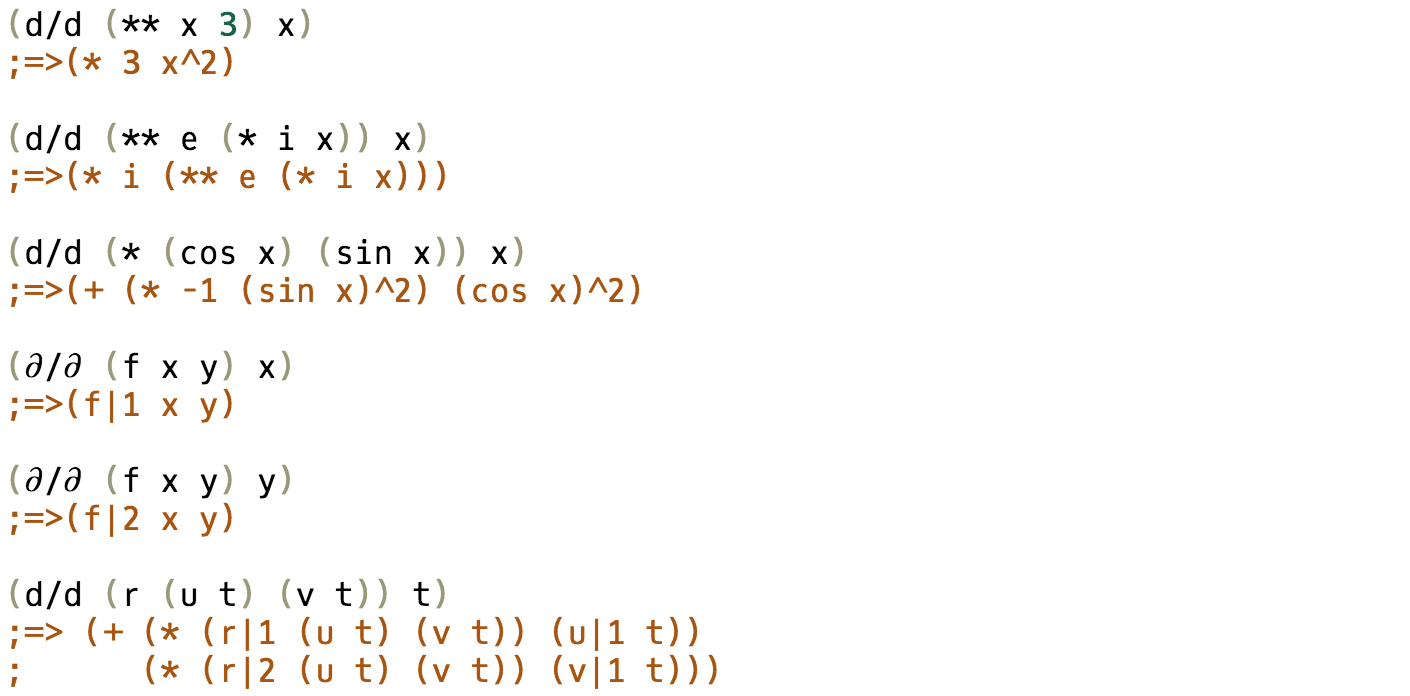 (d/d (** x 3) x)
;=>(* 3 x^2)
(d/d (** e (* i x)) x)
;=>(* i (** e (* i x)))
(d/d (* (cos x) (sin x)) x)
;=>(+ (* -1 (sin x)^2) (cos x)^2)
(∂/∂ (f x y) x)
;=>(f|1 x y)
(∂/∂ (f x y) y)
;=>(f|2 x y)
(d/d (r (u t) (v t)) t)
;=> (+ (* (r|1 (u t) (v t)) (u|1 t))
;      (* (r|2 (u t) (v t)) (v|1 t)))